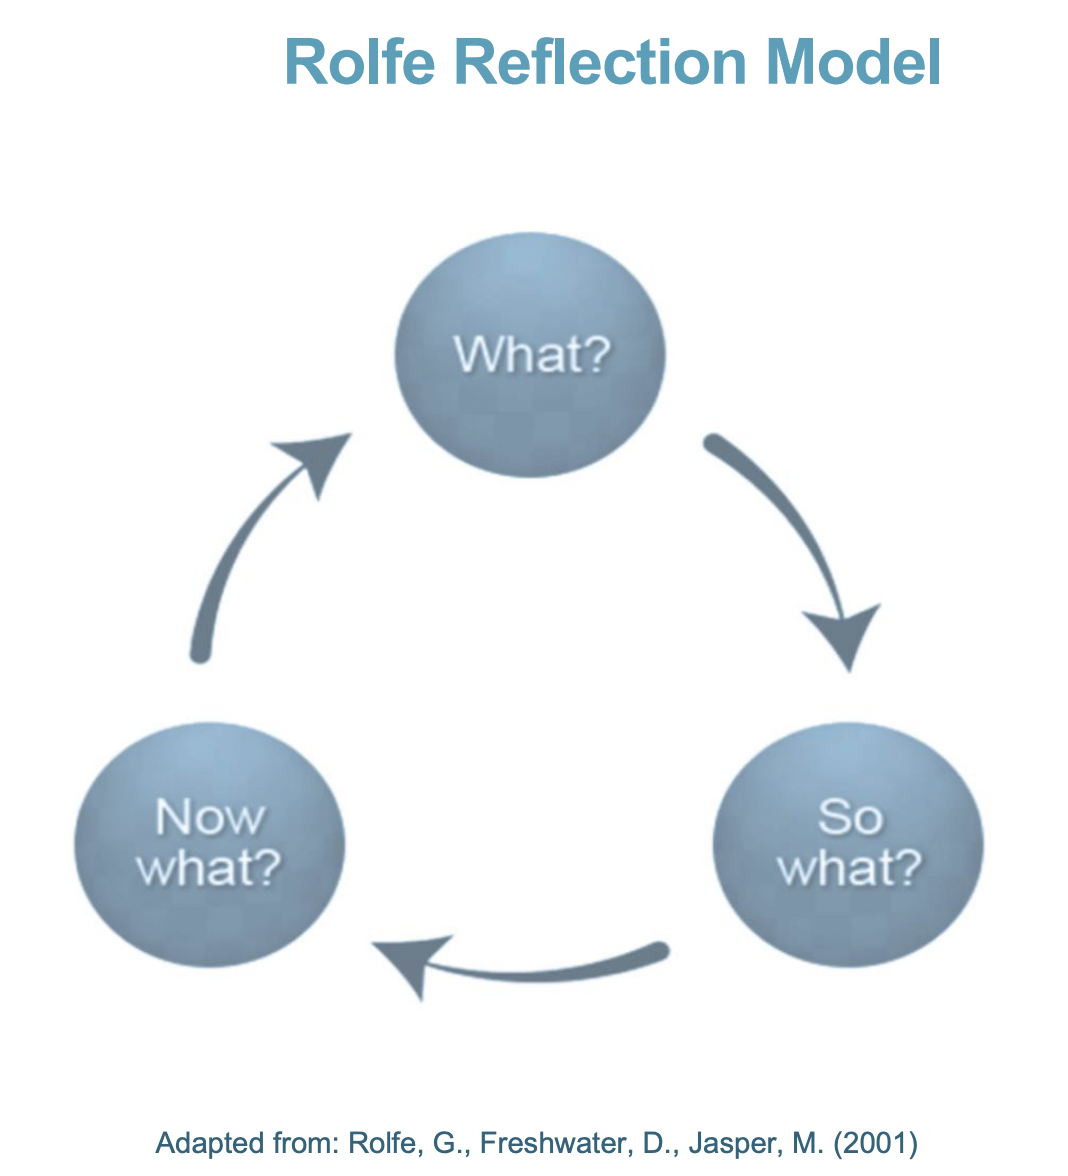 Rolfe Reflection Model
What?
So
what?
Now
what?
Adapted from: Rolfe, G., Freshwater, D., Jasper, M. (2001)